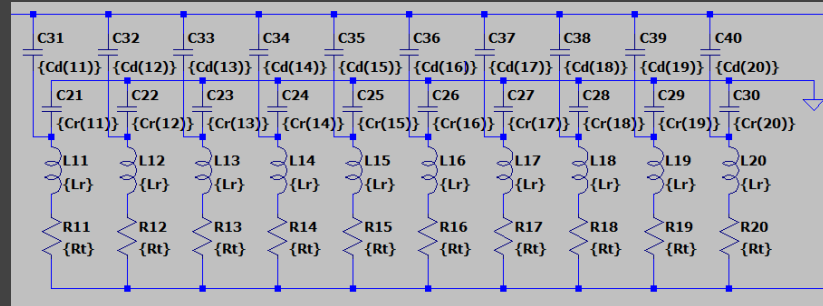 C31 C32 C33 C34 C35 C36 C37 C38 C39 C40
{Cd(11)} {Cd(12)} {Cd(13)} {Cd(14)} {Cd(15)} {Cd(16)} {Cd(17)} {Cd(18)} {Cd(19)} {Cd(20)}
C21 C22 C23 C24 C25 C26 C27 C28 C29 C30
{Cr(11)} {Cr(12)} {Cr(13)} {Cr(14)} {Cr(15)} {Cr(16)} {Cr(17)} {Cr(18)} {Cr(19)} {Cr(20)}
L11 L12 L13 L14 L15 L16 L17 L18 L19 L20
{Lr} {Lr} {Lr} {Lr} {Lr} {Lr} {Lr} {Lr} {Lr} {Lr}
R11 R12 R13 R14 R15 R16 R17 R18 R19 R20
{Rt} {Rt} {Rt} {Rt} {Rt} {Rt} {Rt} {Rt} {Rt} {Rt}